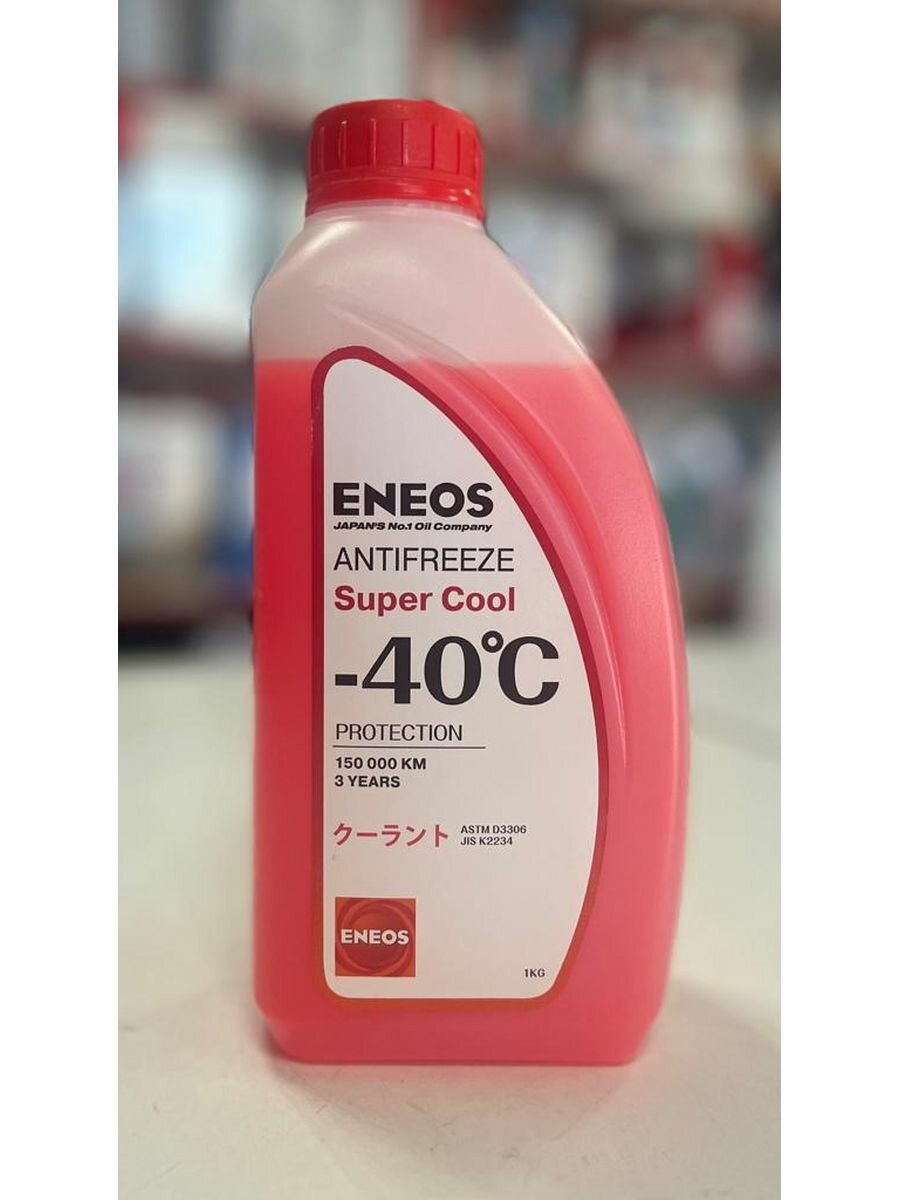 ENEOS
JAPAN'S No.1 Oil Company
ANTIFREEZE
Super Cool
-40°C
PROTECTION
150 000 KM
3 YEARS
クーラント
ASTM D3306
JIS K2234
ENEOS
1KG